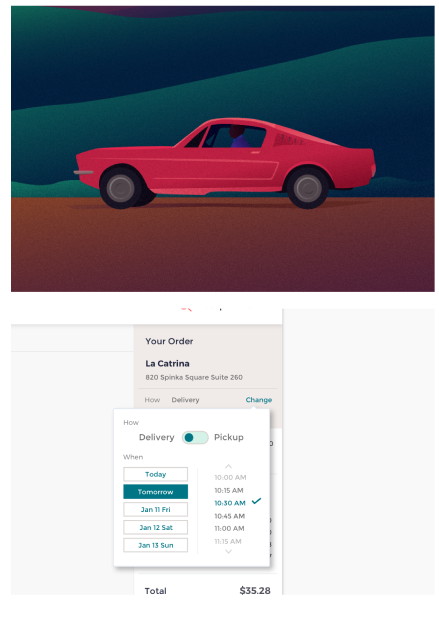 Your Order
La Catrina
820 Spinka Square Suite 260
How Delivery Change
How
Delivery Pickup
When
Today
Tomorrow
Jan 11 Fri
Jan 12 Sat
Jan 13 Sun
10:00 AM
10:15 AM
10:30 AM
10:45 AM
11:00 AM
11:15 AM
Total $35.28